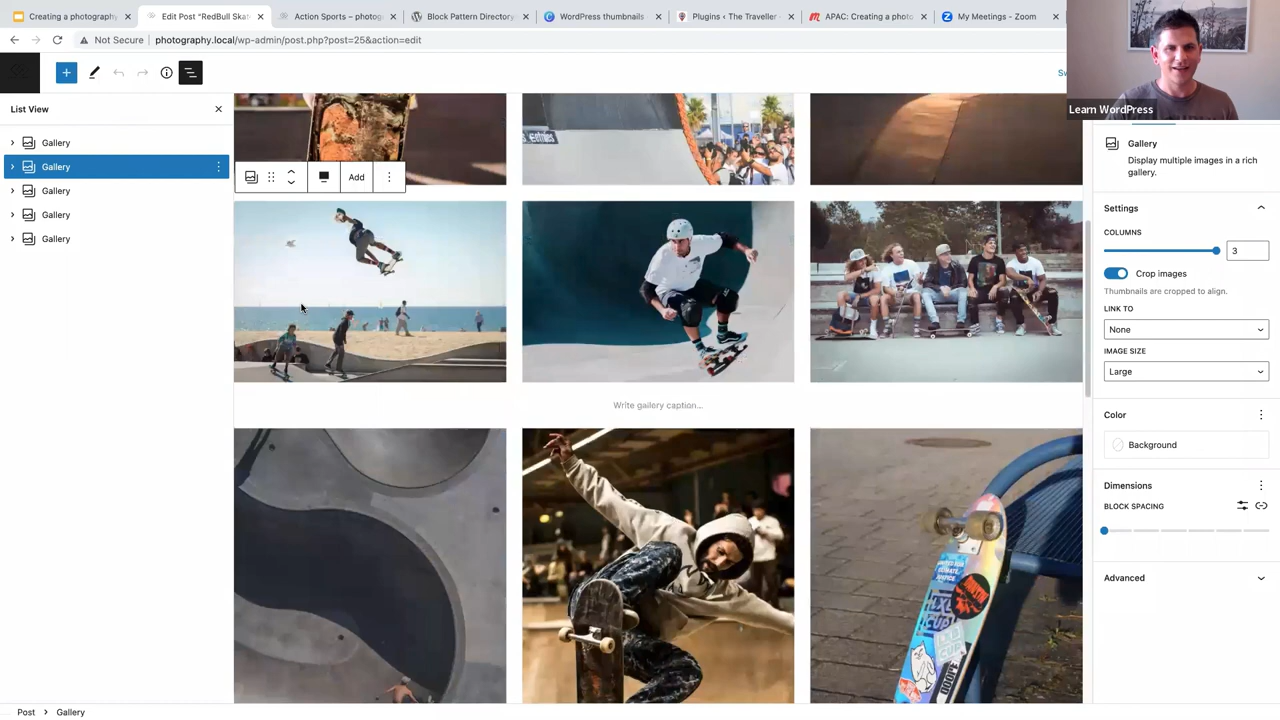 Creating a photography
Edit Post “RedBull Skat
Action Sports – photog
Block Pattern Directory
WordPress thumbnails
Plugins ‹ The Traveller
APAC: Creating a photo
My Meetings - Zoom
Not Secure photography.local/wp-admin/post.php?post=25&action=edit
Learn WordPress
List View
Gallery
Gallery
Gallery
Gallery
Gallery
Add
Write gallery caption...
Gallery
Display multiple images in a rich
gallery.
Settings
COLUMNS
3
Crop images
Thumbnails are cropped to align.
LINK TO
None
IMAGE SIZE
Large
Color
Background
Dimensions
BLOCK SPACING
Advanced
Post > Gallery